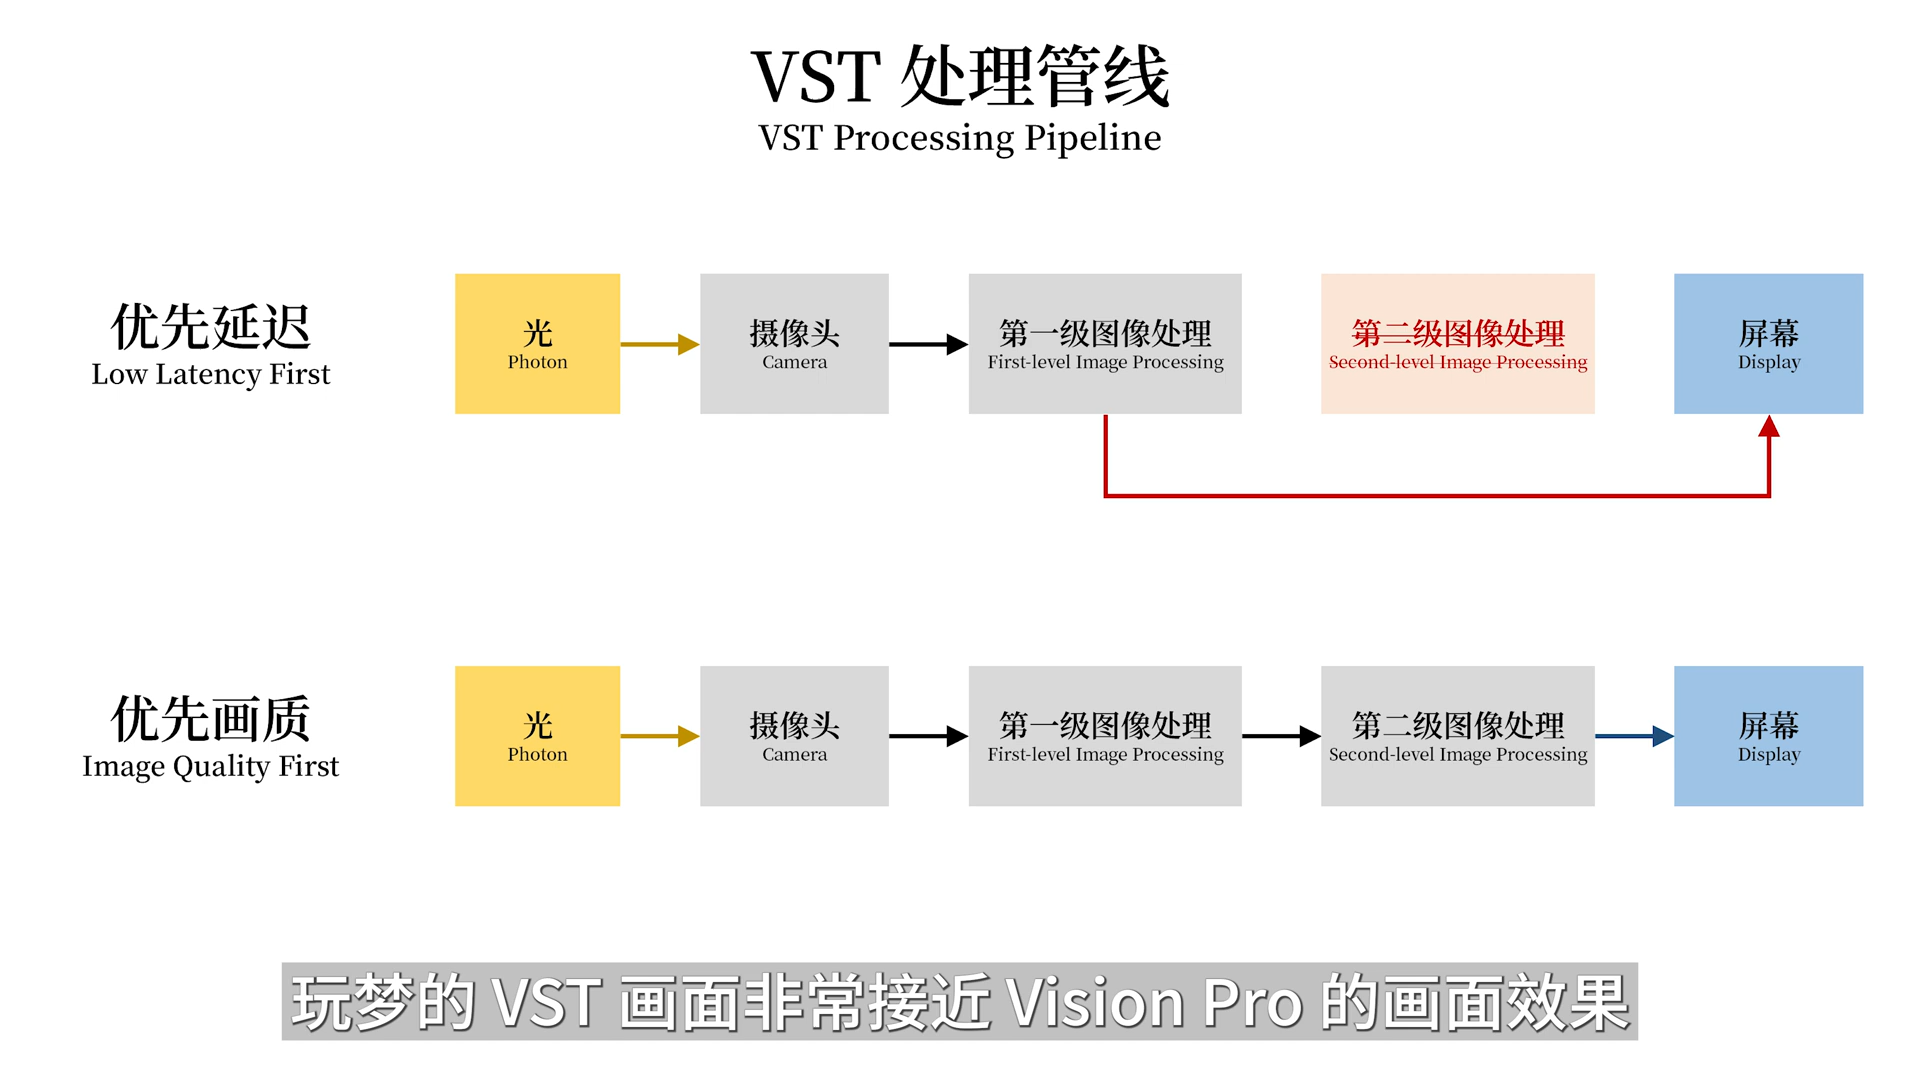 VST 处理管线
VST Processing Pipeline
优先延迟
Low Latency First
光
Photon
摄像头
Camera
第一级图像处理
First-level Image Processing
第二级图像处理
Second-level Image Processing
屏幕
Display
优先画质
Image Quality First
光
Photon
摄像头
Camera
第一级图像处理
First-level Image Processing
第二级图像处理
Second-level Image Processing
屏幕
Display
玩梦的 VST 画面非常接近 Vision Pro 的画面效果